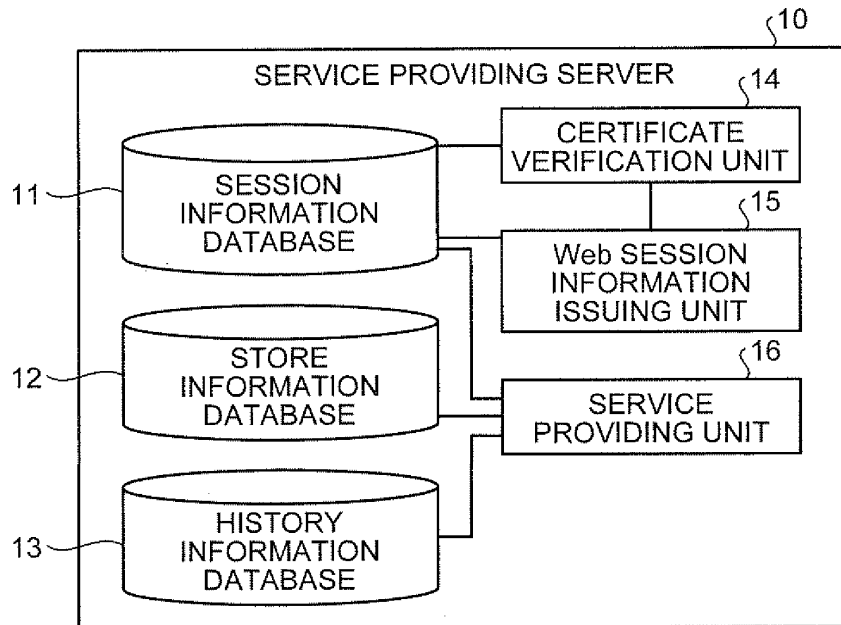 10
SERVICE PROVIDING SERVER
14
CERTIFICATE
VERIFICATION UNIT
11
SESSION
INFORMATION
DATABASE
15
Web SESSION
INFORMATION
ISSUING UNIT
12
STORE
INFORMATION
DATABASE
16
SERVICE
PROVIDING UNIT
13
HISTORY
INFORMATION
DATABASE